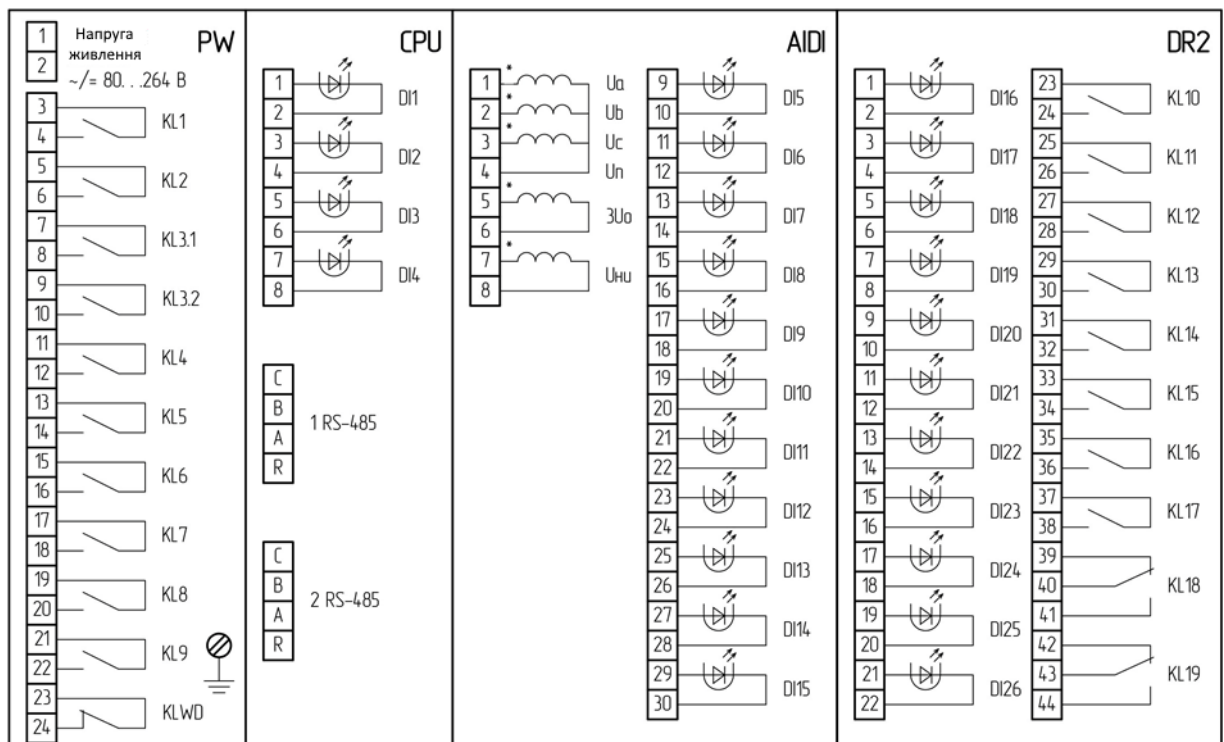 PW
1 Напруга
2 живлення
~/= 80. . .264 В
3
4 KL1
5
6 KL2
7
8 KL3.1
9
10 KL3.2
11
12 KL4
13
14 KL5
15
16 KL6
17
18 KL7
19
20 KL8
21
22 KL9
23
24 KLWD
CPU
1
2 DI1
3
4 DI2
5
6 DI3
7
8 DI4
C
B
A
R
1 RS-485
C
B
A
R
2 RS-485
AIDI
* 1 Ua
* 2 Ub
* 3 Uc
4 Un
* 5
6 3Uo
* 7
8 Uни
9
10 DI5
11
12 DI6
13
14 DI7
15
16 DI8
17
18 DI9
19
20 DI10
21
22 DI11
23
24 DI12
25
26 DI13
27
28 DI14
29
30 DI15
DR2
1
2 DI16
3
4 DI17
5
6 DI18
7
8 DI19
9
10 DI20
11
12 DI21
13
14 DI22
15
16 DI23
17
18 DI24
19
20 DI25
21
22 DI26
23
24 KL10
25
26 KL11
27
28 KL12
29
30 KL13
31
32 KL14
33
34 KL15
35
36 KL16
37
38 KL17
39
40 KL18
41
42
43 KL19
44